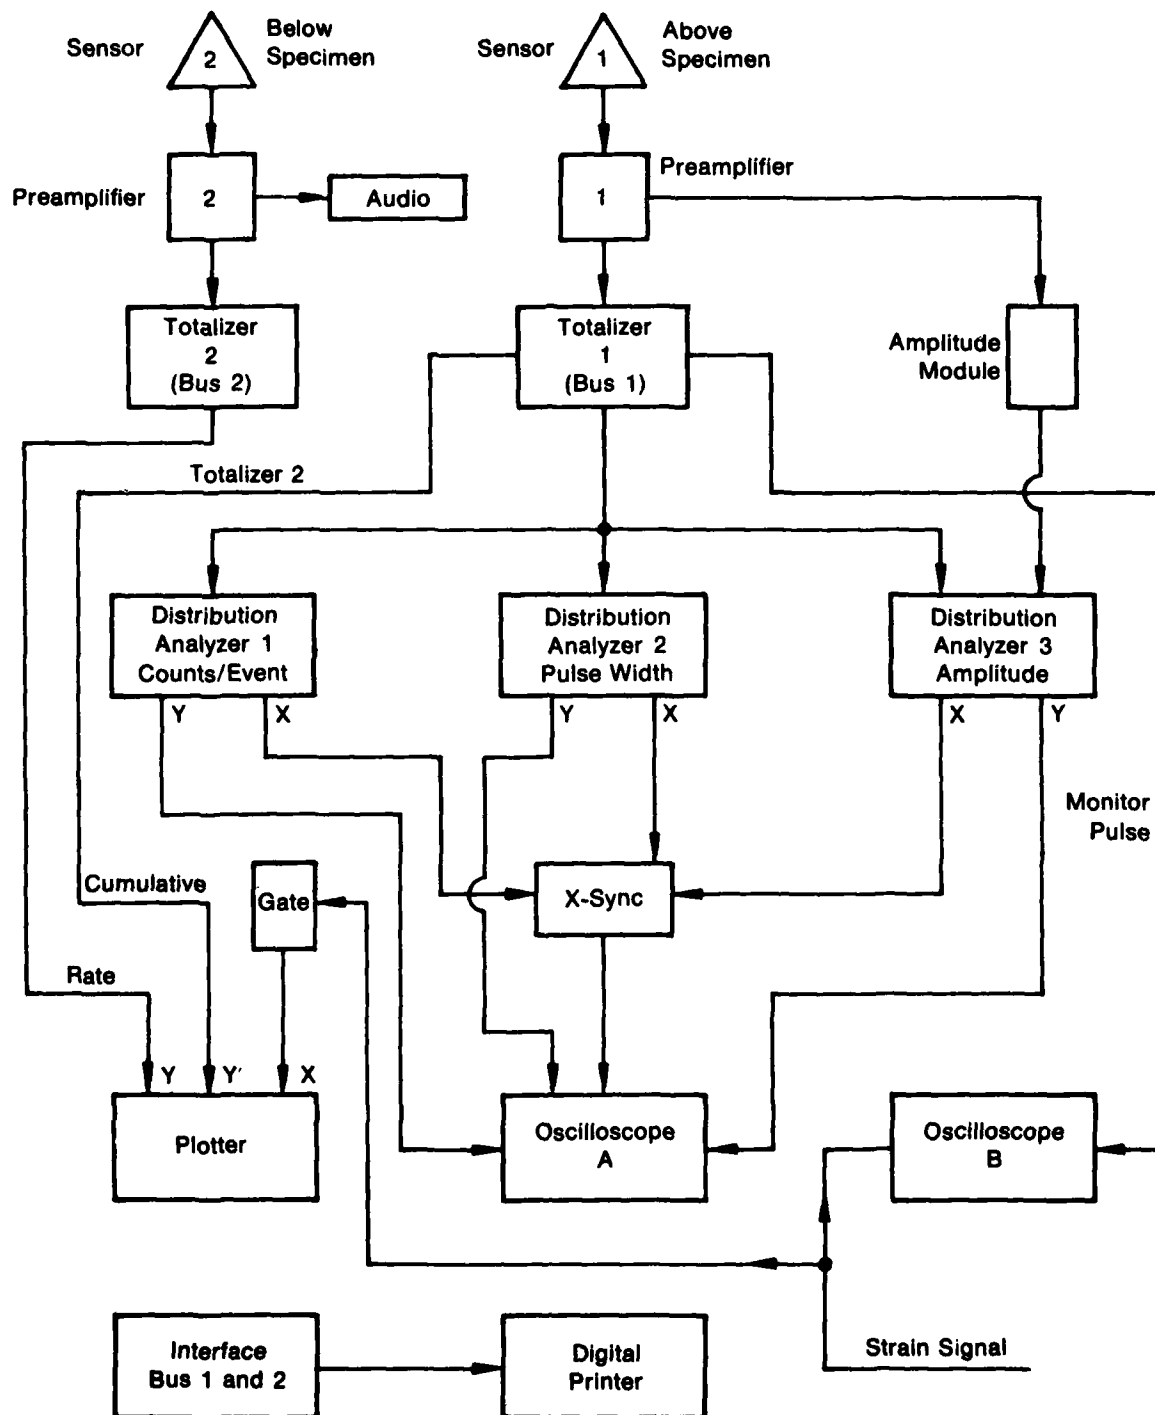 Sensor
2
Below
Specimen
Sensor
1
Above
Specimen
Preamplifier
2
Audio
1
Preamplifier
Totalizer
2
(Bus 2)
Totalizer
1
(Bus 1)
Amplitude
Module
Totalizer 2
Distribution
Analyzer 1
Counts/Event
Distribution
Analyzer 2
Pulse Width
Distribution
Analyzer 3
Amplitude
Y
X
Y
X
X
Y
Monitor
Pulse
Cumulative
Gate
X-Sync
Rate
Y
Y'
X
Plotter
Oscilloscope
A
Oscilloscope
B
Interface
Bus 1 and 2
Digital
Printer
Strain Signal